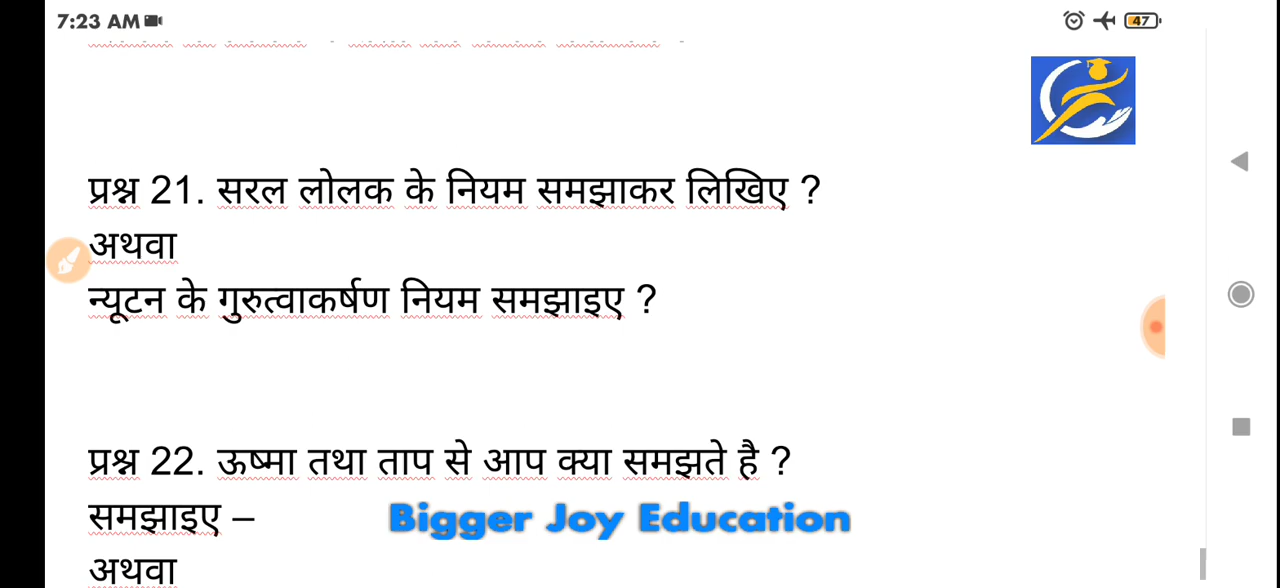 7:23 AM
47
प्रश्न 21. सरल लोलक के नियम समझाकर लिखिए ?
अथवा
न्यूटन के गुरुत्वाकर्षण नियम समझाइए ?
प्रश्न 22. ऊष्मा तथा ताप से आप क्या समझते है ?
समझाइए –
Bigger Joy Education
अथवा